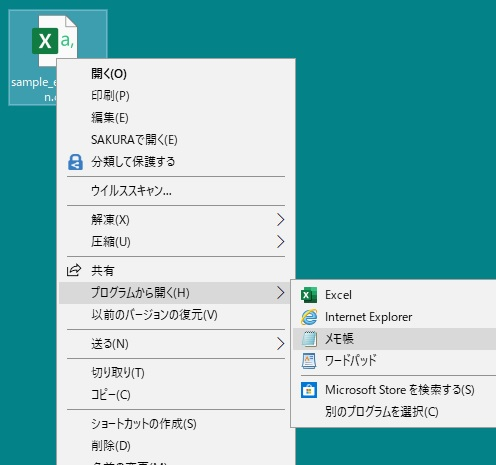 sample_e
n.
開く(O)
印刷(P)
編集(E)
SAKURAで開く(E)
分類して保護する
ウイルススキャン...
解凍(X)
圧縮(U)
共有
プログラムから開く(H)
以前のバージョンの復元(V)
送る(N)
切り取り(T)
コピー(C)
ショートカットの作成(S)
削除(D)
Excel
Internet Explorer
メモ帳
ワードパッド
Microsoft Store を検索する(S)
別のプログラムを選択(C)